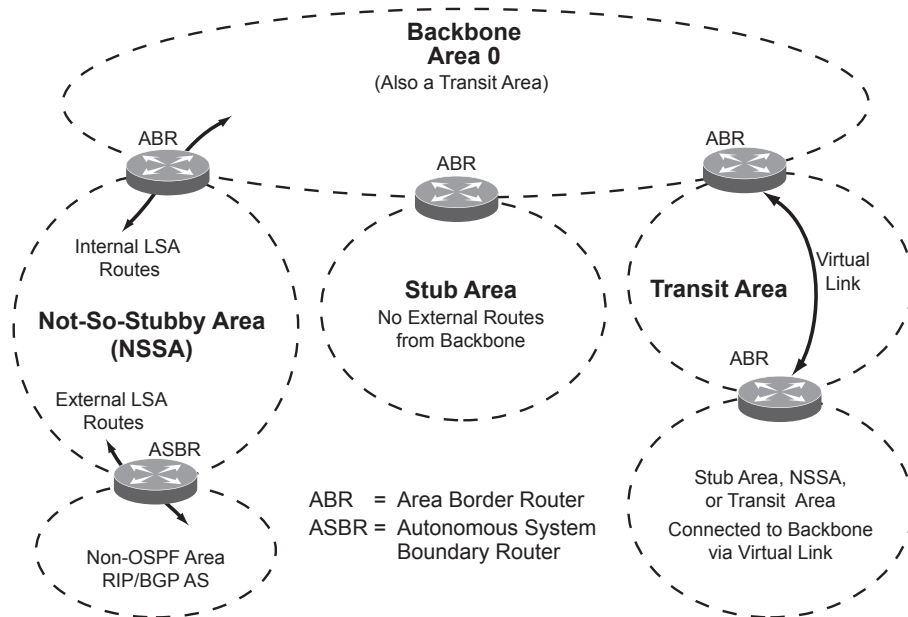 Backbone
Area 0
(Also a Transit Area)
ABR
ABR
ABR
Internal LSA
Routes
Not-So-Stubby Area
(NSSA)
Stub Area
No External Routes
from Backbone
Transit Area
Virtual
Link
ABR
External LSA
Routes
ASBR
Non-OSPF Area
RIP/BGP AS
ABR = Area Border Router
ASBR = Autonomous System
Boundary Router
Stub Area, NSSA,
or Transit Area
Connected to Backbone
via Virtual Link